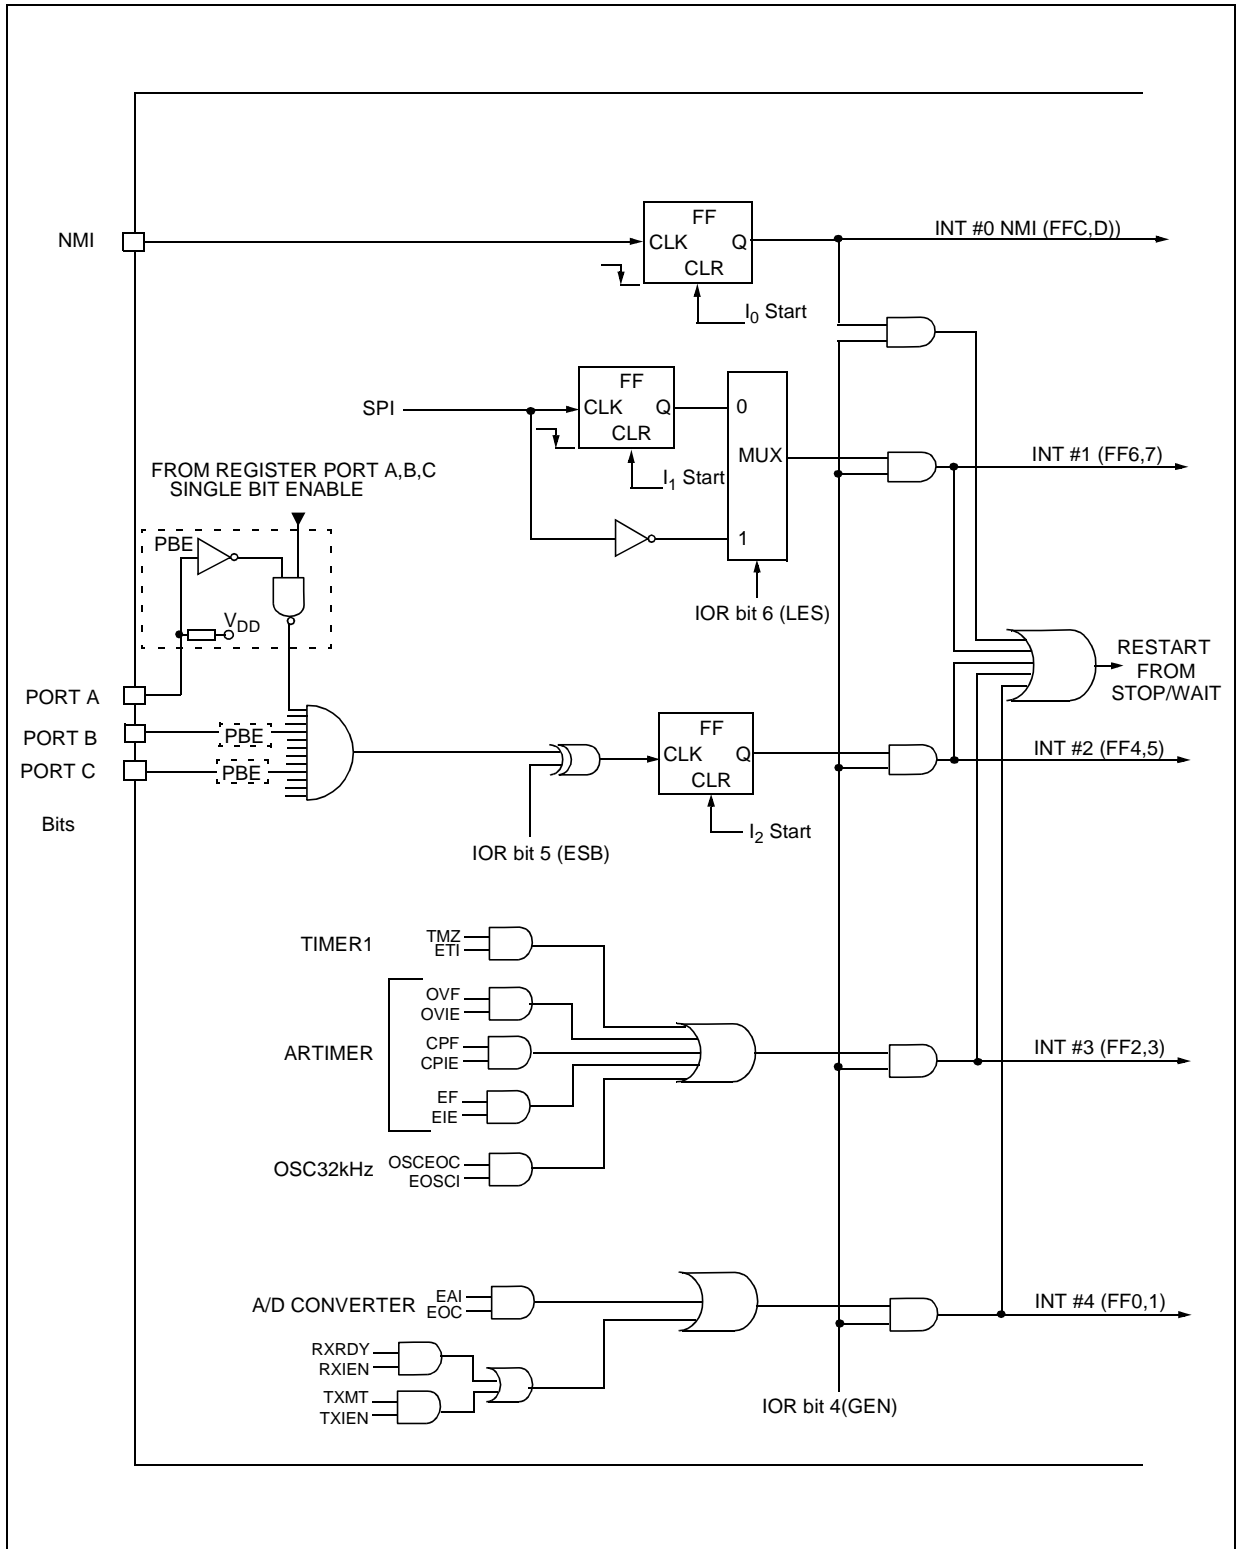 FF
NMI
CLK
Q
CLR
INT #0 NMI (FFC,D))
I0 Start
FF
SPI
CLK
Q
CLR
0
MUX
1
I1 Start
INT #1 (FF6,7)
FROM REGISTER PORT A,B,C
SINGLE BIT ENABLE
PBE
VDD
IOR bit 6 (LES)
RESTART
FROM
STOP/WAIT
PORT A
PORT B
PBE
PORT C
PBE
Bits
FF
CLK
Q
CLR
INT #2 (FF4,5)
I2 Start
IOR bit 5 (ESB)
TIMER1
TMZ
ETI
ARTIMER
OVF
OVIE
CPF
CPIE
EF
EIE
INT #3 (FF2,3)
OSC32kHz
OSCEOC
EOSCI
A/D CONVERTER
EAI
EOC
INT #4 (FF0,1)
RXRDY
RXIEN
TXMT
TXIEN
IOR bit 4(GEN)